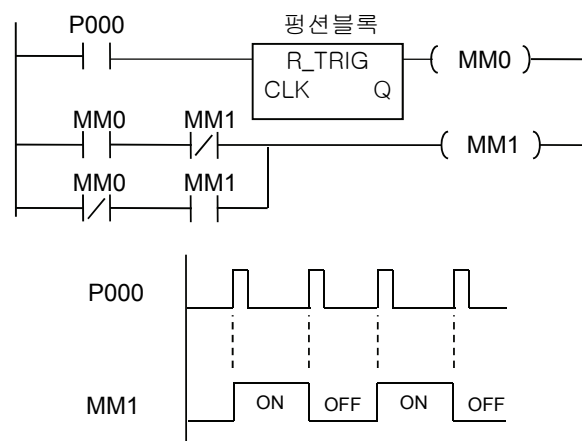 P000 펑션블록
R_TRIG MM0
CLK Q
MM0 MM1
MM1
MM0 MM1
P000
MM1 ON OFF ON OFF